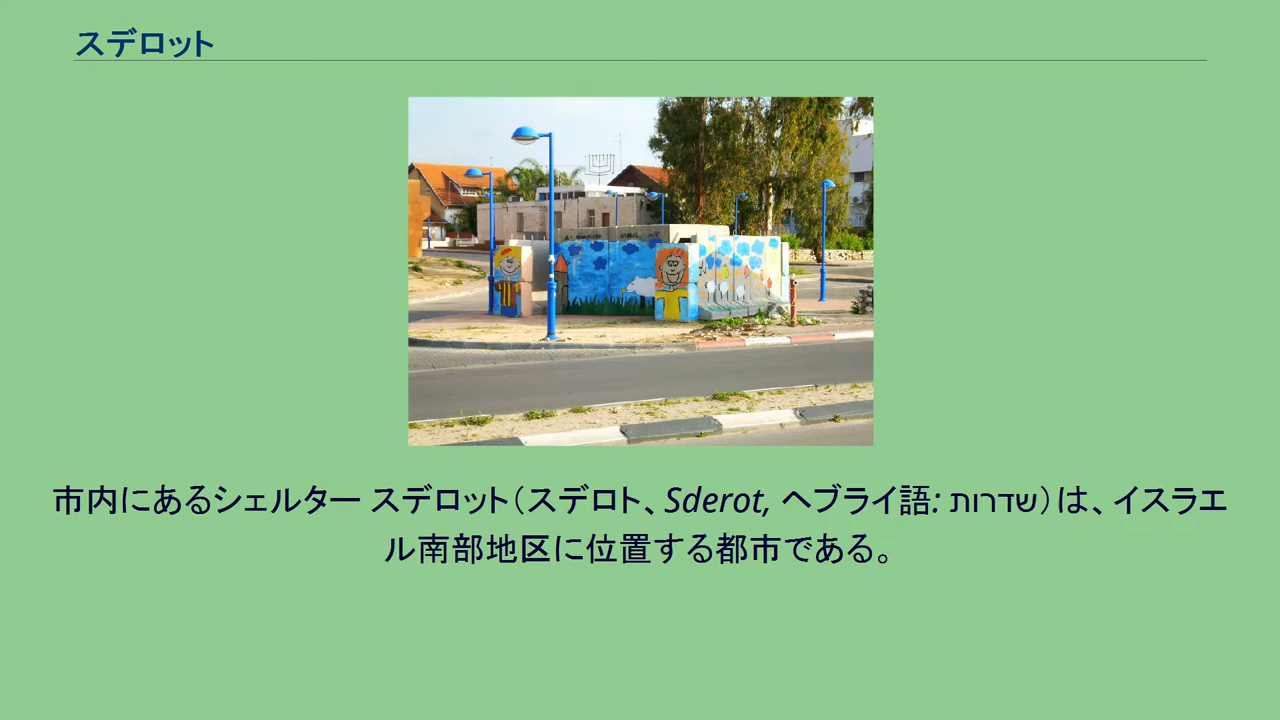 スデロット
市内にあるシェルター スデロット（スデロト、Sderot, ヘブライ語: שדרות）は、イスラエ
ル南部地区に位置する都市である。